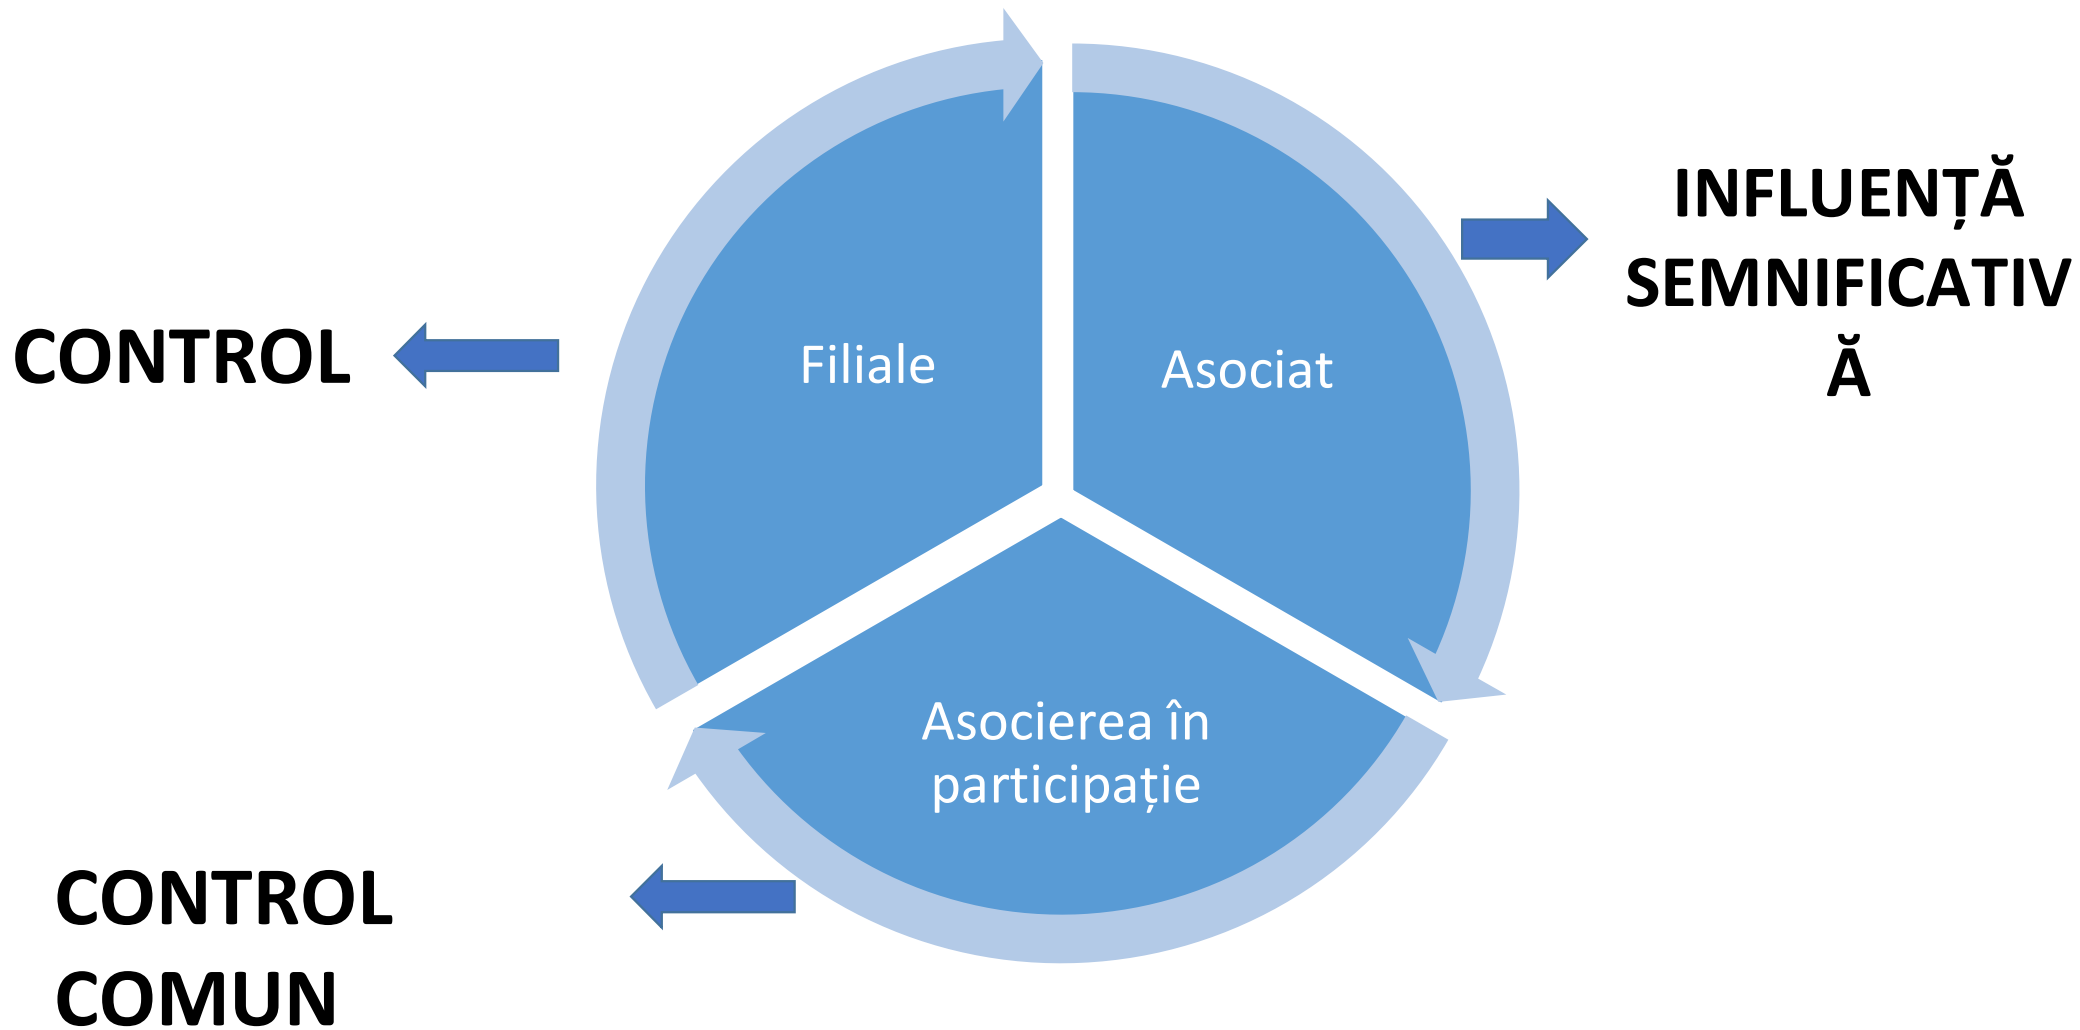 INFLUENȚĂ
SEMNIFICATIV
Ă
CONTROL
Filiale
Asociat
Asocierea în
participație
CONTROL
COMUN